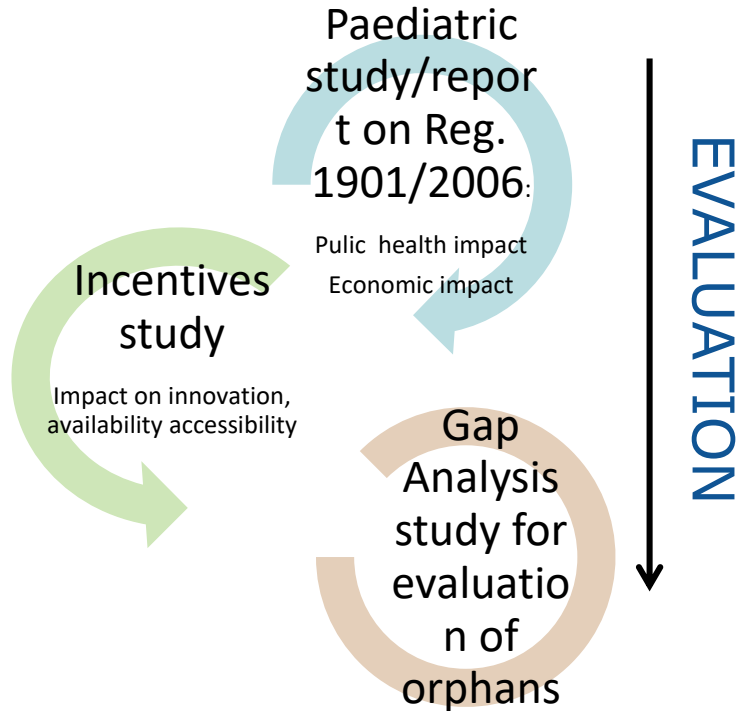 Paediatric
study/repor
t on Reg.
1901/2006:
Pulic health impact
Economic impact
Incentives
study
Impact on innovation,
availability accessibility
Gap
Analysis
study for
evaluatio
n of
orphans
EVALUATION